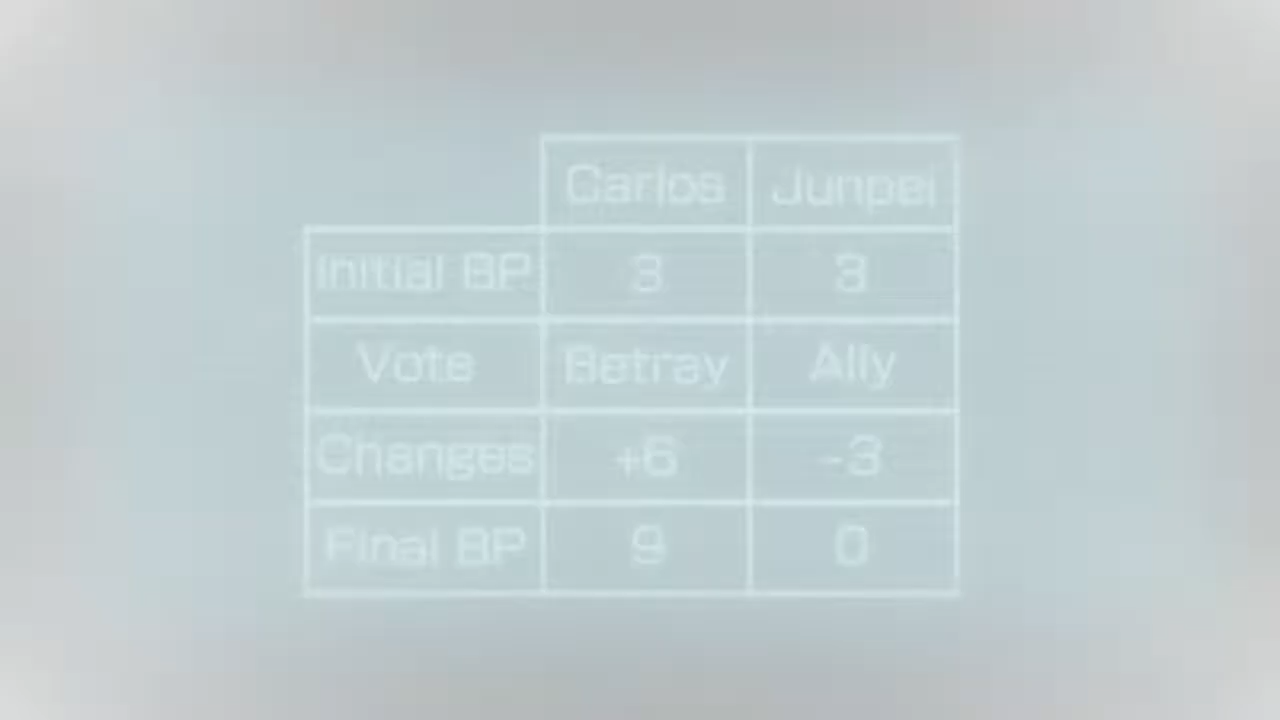 Carlos Junpei
Initial BP 3 3
Vote Betray Ally
Changes +6 -3
Final BP 9 0